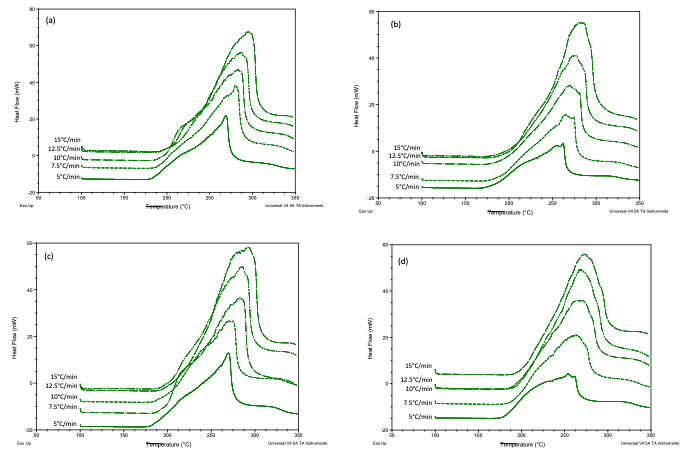 (a)
80
60
40
20
0
-20
Heat Flow (mW)
15°C/min
12.5°C/min
10°C/min
7.5°C/min
5°C/min
50 100 150 200 250 300 350
Exo Up
Temperature (°C)
Universal V4.5A TA Instruments
(b)
60
40
20
0
-20
Heat Flow (mW)
15°C/min
12.5°C/min
10°C/min
7.5°C/min
5°C/min
50 100 150 200 250 300 350
Exo Up
Temperature (°C)
Universal V4.5A TA Instruments
(c)
60
40
20
0
-20
Heat Flow (mW)
15°C/min
12.5°C/min
10°C/min
7.5°C/min
5°C/min
50 100 150 200 250 300 350
Exo Up
Temperature (°C)
Universal V4.5A TA Instruments
(d)
60
40
20
0
-20
Heat Flow (mW)
15°C/min
12.5°C/min
10°C/min
7.5°C/min
5°C/min
50 100 150 200 250 300 350
Exo Up
Temperature (°C)
Universal V4.5A TA Instruments